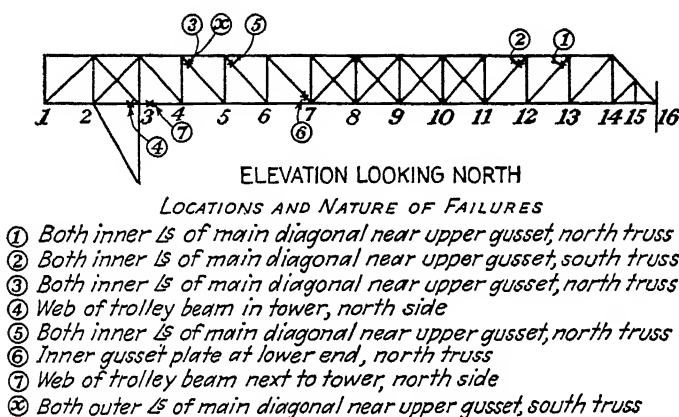 ③ ⓧ ⑤ ② ①
1 2 3 4 5 6 7 8 9 10 11 12 13 14 15 16
④ ⑦ ⑥
ELEVATION LOOKING NORTH
LOCATIONS AND NATURE OF FAILURES
① Both inner Ls of main diagonal near upper gusset, north truss
② Both inner Ls of main diagonal near upper gusset, south truss
③ Both inner Ls of main diagonal near upper gusset, north truss
④ Web of trolley beam in tower, north side
⑤ Both inner Ls of main diagonal near upper gusset, north truss
⑥ Inner gusset plate at lower end, north truss
⑦ Web of trolley beam next to tower, north side
ⓧ Both outer Ls of main diagonal near upper gusset, south truss